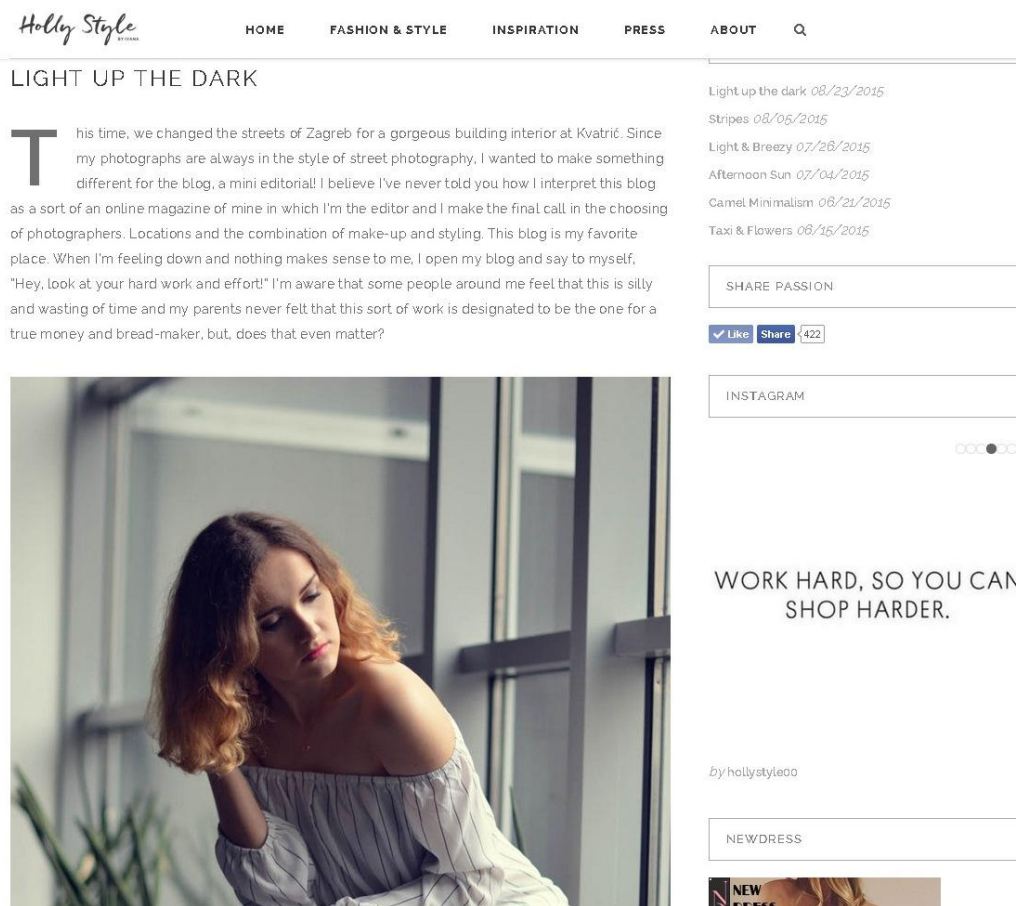 Holly Style
HOME FASHION & STYLE INSPIRATION PRESS ABOUT
LIGHT UP THE DARK
This time, we changed the streets of Zagreb for a gorgeous building interior at Kvatrić. Since
my photographs are always in the style of street photography, I wanted to make something
different for the blog, a mini editorial! I believe I've never told you how I interpret this blog
as a sort of an online magazine of mine in which I'm the editor and I make the final call in the choosing
of photographers. Locations and the combination of make-up and styling. This blog is my favorite
place. When I'm feeling down and nothing makes sense to me, I open my blog and say to myself,
"Hey, look at your hard work and effort!" I'm aware that some people around me feel that this is silly
and wasting of time and my parents never felt that this sort of work is designated to be the one for a
true money and bread-maker, but, does that even matter?
Light up the dark 08/23/2015
Stripes 08/05/2015
Light & Breezy 07/26/2015
Afternoon Sun 07/04/2015
Camel Minimalism 06/21/2015
Taxi & Flowers 06/15/2015
SHARE PASSION
Like Share 422
INSTAGRAM
WORK HARD, SO YOU CAN
SHOP HARDER.
by hollystyle00
NEWDRESS
NEW
DRESS